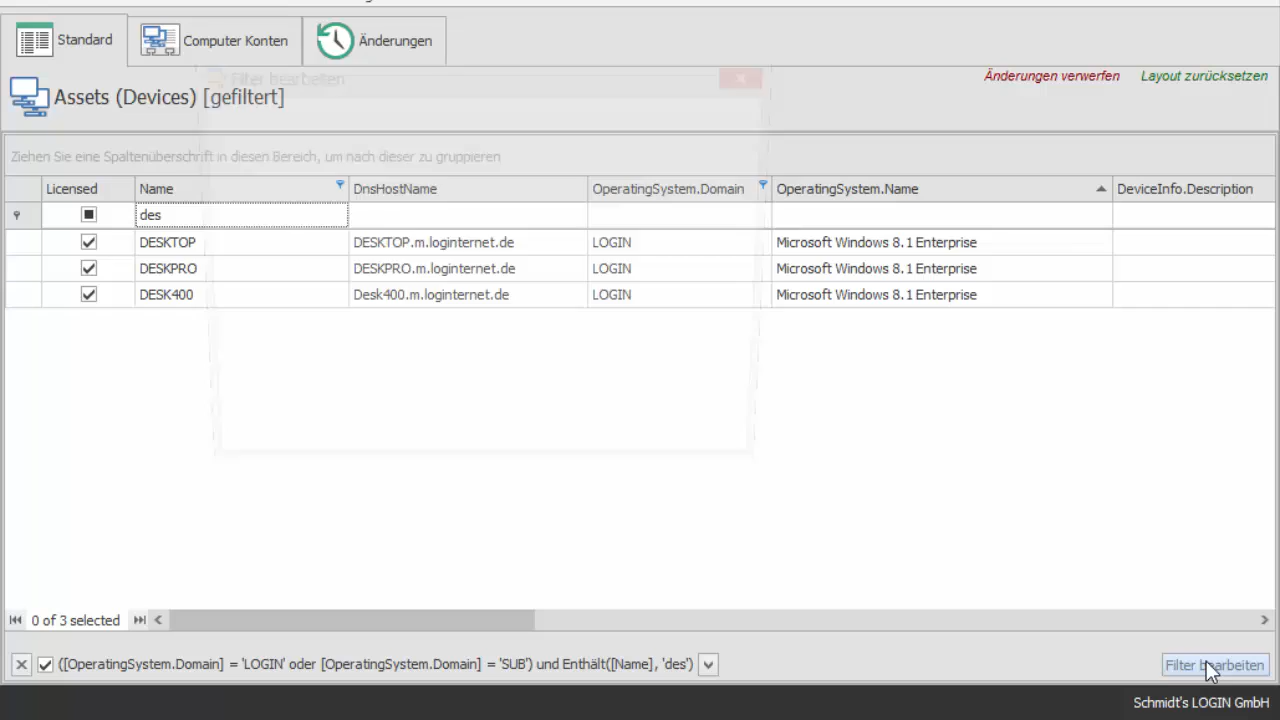 Standard
Computer Konten
Änderungen
Filter bearbeiten
Änderungen verwerfen
Layout zurücksetzen
Assets (Devices) [gefiltert]
Ziehen Sie eine Spaltenüberschrift in diesen Bereich, um nach dieser zu gruppieren
Licensed Name DnsHostName OperatingSystem.Domain OperatingSystem.Name DeviceInfo.Description
des
DESKTOP DESKTOP.m.loginternet.de LOGIN Microsoft Windows 8.1 Enterprise
DESKPRO DESKPRO.m.loginternet.de LOGIN Microsoft Windows 8.1 Enterprise
DESK400 Desk400.m.loginternet.de LOGIN Microsoft Windows 8.1 Enterprise
0 of 3 selected
([OperatingSystem.Domain] = 'LOGIN' oder [OperatingSystem.Domain] = 'SUB') und Enthält([Name], 'des')
Filter bearbeiten
Schmidt's LOGIN GmbH